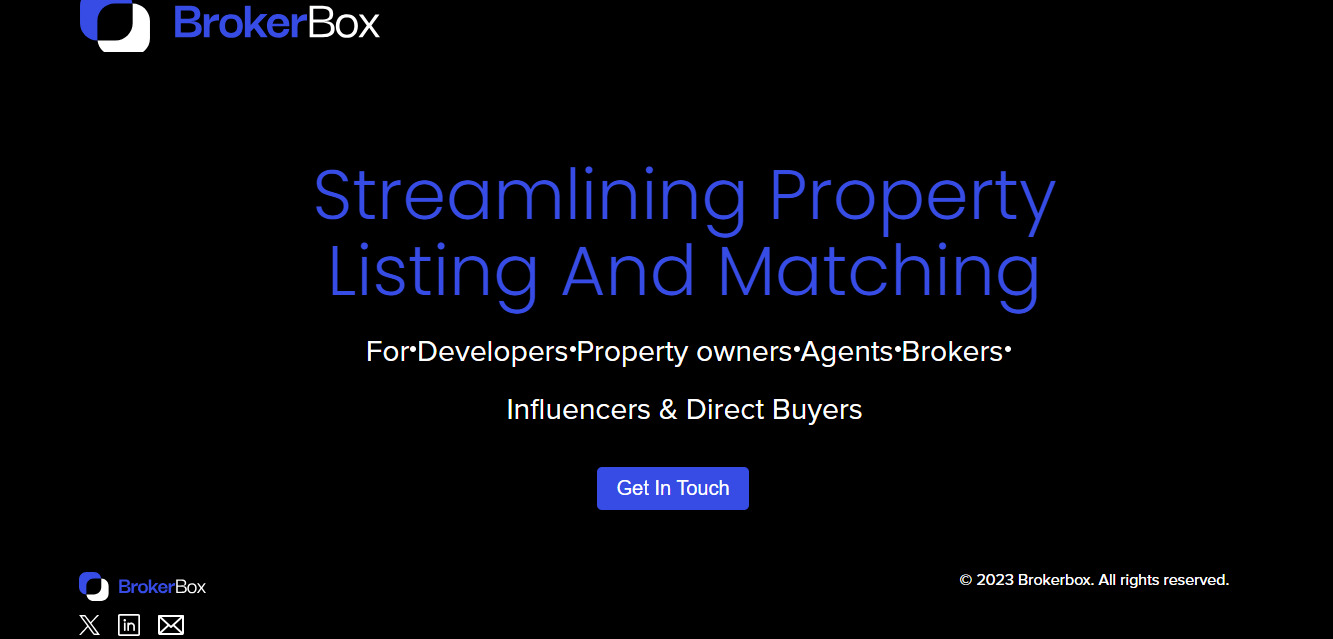 BrokerBox
Streamlining Property
Listing And Matching
For•Developers•Property owners•Agents•Brokers•
Influencers & Direct Buyers
Get In Touch
BrokerBox
© 2023 Brokerbox. All rights reserved.
X in